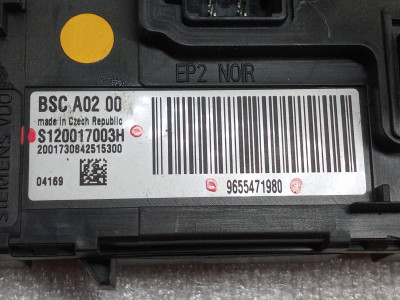 EP2 NOIR
BSC A02 00
made in Czech Republic
S120017003H
2001730842515300
04169
9655471980
SIEMENS VDO